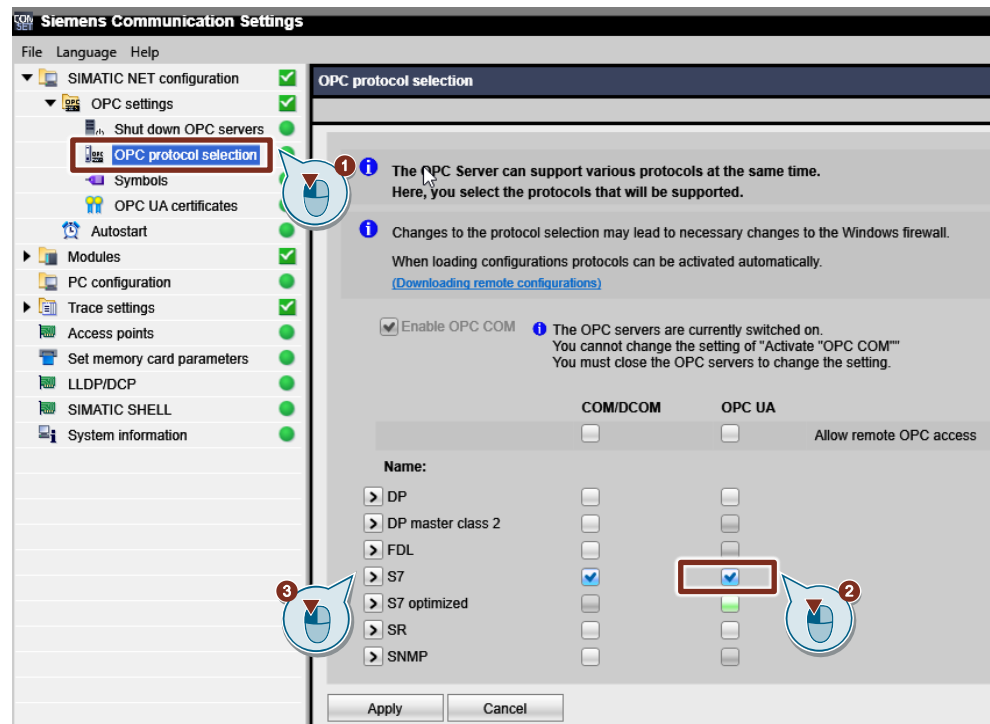 Siemens Communication Settings
File Language Help
SIMATIC NET configuration
OPC settings
Shut down OPC servers
OPC protocol selection
Symbols
OPC UA certificates
Autostart
Modules
PC configuration
Trace settings
Access points
Set memory card parameters
LLDP/DCP
SIMATIC SHELL
System information
OPC protocol selection
1
The OPC Server can support various protocols at the same time.
Here, you select the protocols that will be supported.
Changes to the protocol selection may lead to necessary changes to the Windows firewall.
When loading configurations protocols can be activated automatically.
(Downloading remote configurations)
Enable OPC COM
The OPC servers are currently switched on.
You cannot change the setting of "Activate "OPC COM""
You must close the OPC servers to change the setting.
COM/DCOM OPC UA
Allow remote OPC access
Name:
DP
DP master class 2
FDL
S7
3
2
S7 optimized
SR
SNMP
Apply Cancel